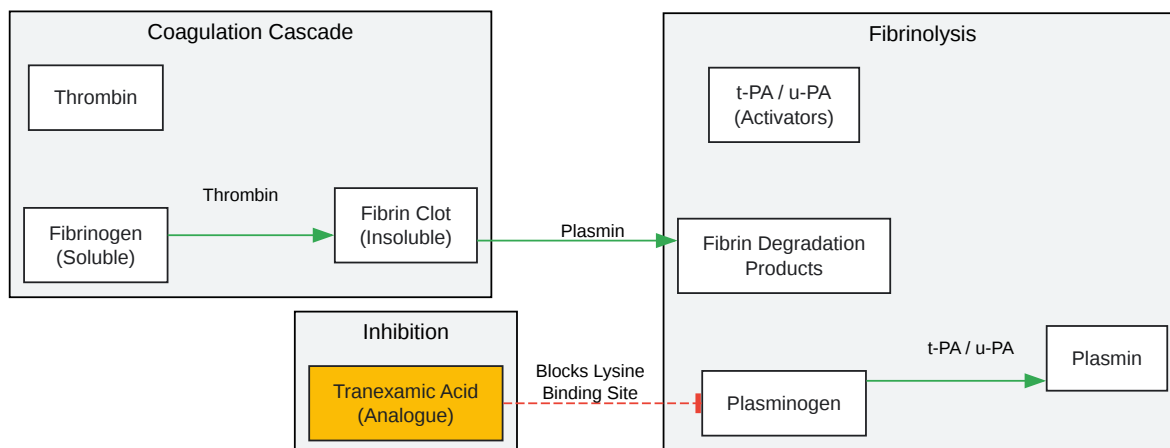 Coagulation Cascade
Thrombin
Fibrinogen
(Soluble)
Thrombin
Fibrin Clot
(Insoluble)
Plasmin
Fibrinolysis
t-PA / u-PA
(Activators)
Fibrin Degradation
Products
Inhibition
Tranexamic Acid
(Analogue)
Blocks Lysine
Binding Site
Plasminogen
t-PA / u-PA
Plasmin